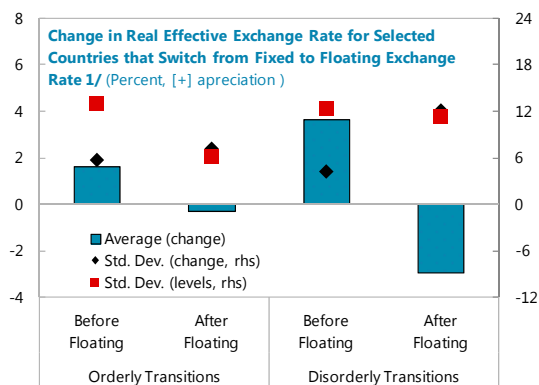 Change in Real Effective Exchange Rate for Selected
Countries that Switch from Fixed to Floating Exchange
Rate 1/ (Percent, [+] apreciation )
8
6
4
2
0
-2
-4
24
18
12
6
0
-6
-12
Average (change)
Std. Dev. (change, rhs)
Std. Dev. (levels, rhs)
Before
Floating
After
Floating
Before
Floating
After
Floating
Orderly Transitions
Disorderly Transitions